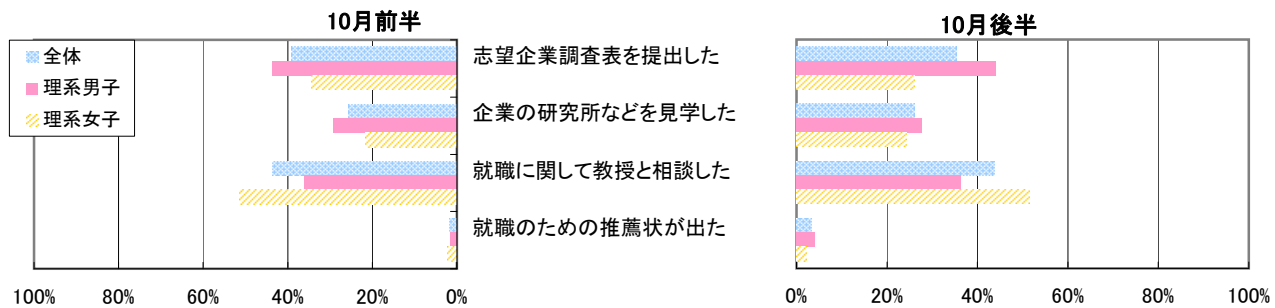 10月前半
10月後半
全体
理系男子
理系女子
志望企業調査表を提出した
企業の研究所などを見学した
就職に関して教授と相談した
就職のための推薦状が出た
100% 80% 60% 40% 20% 0%
0% 20% 40% 60% 80% 100%